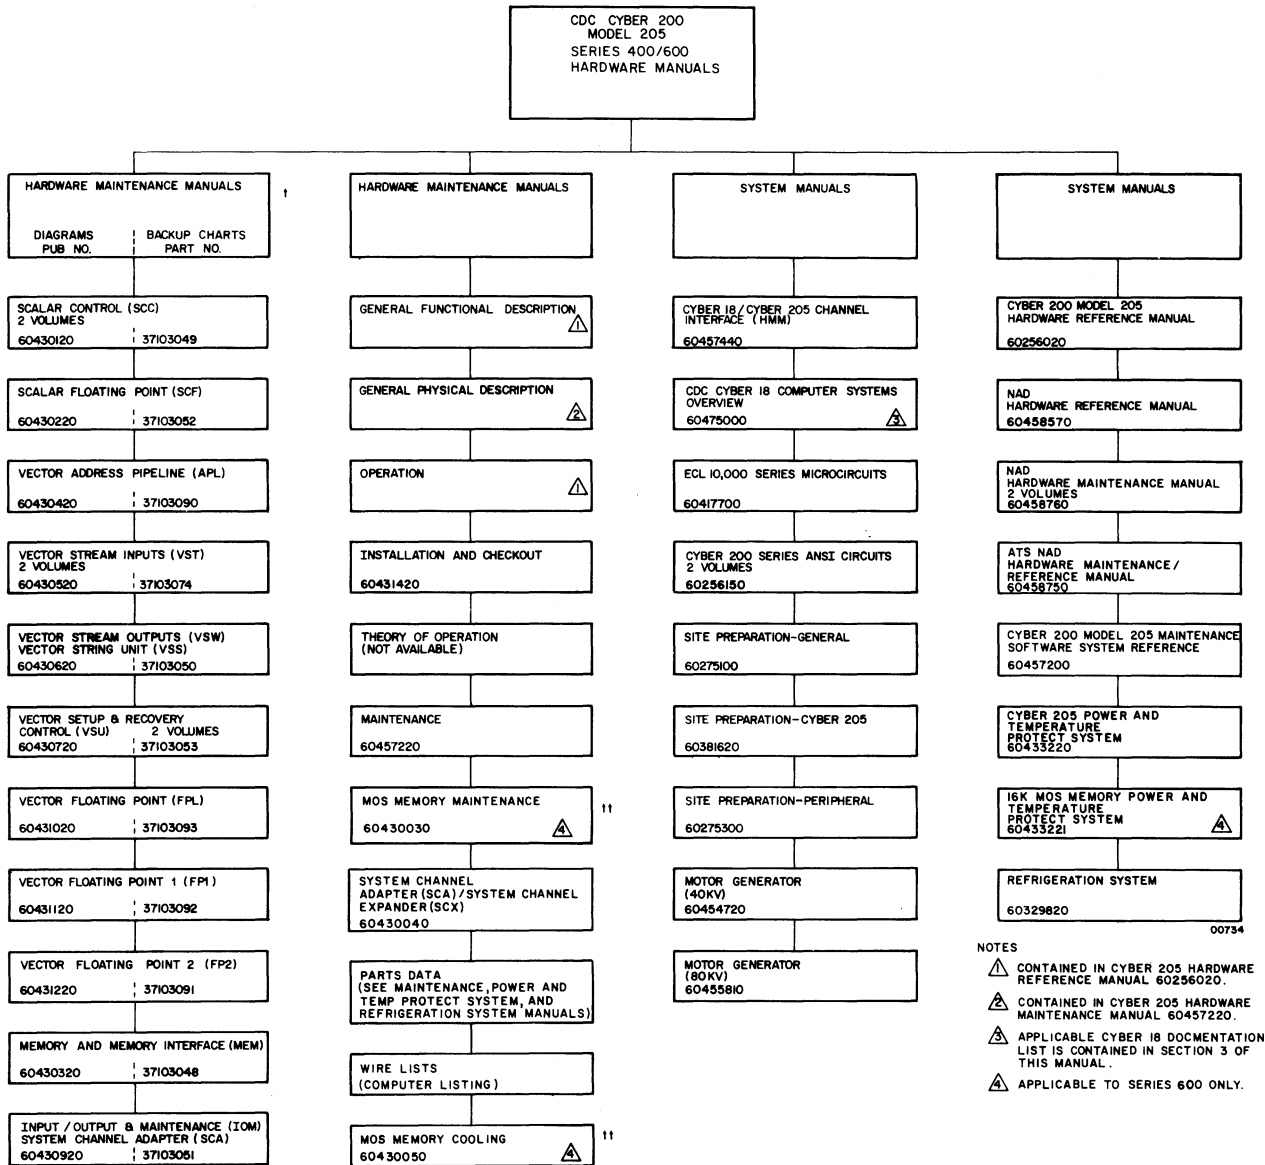 CDC CYBER 200
MODEL 205
SERIES 400/600
HARDWARE MANUALS
HARDWARE MAINTENANCE MANUALS
†
DIAGRAMS
PUB NO.
BACKUP CHARTS
PART NO.
SCALAR CONTROL (SCC)
2 VOLUMES
60430120 37103049
SCALAR FLOATING POINT (SCF)
60430220 37103052
VECTOR ADDRESS PIPELINE (APL)
60430420 37103090
VECTOR STREAM INPUTS (VST)
2 VOLUMES
60430520 37103074
VECTOR STREAM OUTPUTS (VSW)
VECTOR STRING UNIT (VSS)
60430620 37103050
VECTOR SETUP & RECOVERY
CONTROL (VSU) 2 VOLUMES
60430720 37103053
VECTOR FLOATING POINT (FPL)
60431020 37103093
VECTOR FLOATING POINT 1 (FP1)
60431120 37103092
VECTOR FLOATING POINT 2 (FP2)
60431220 37103091
MEMORY AND MEMORY INTERFACE (MEM)
60430320 37103048
INPUT / OUTPUT & MAINTENANCE (IOM)
SYSTEM CHANNEL ADAPTER (SCA)
60430920 37103051
HARDWARE MAINTENANCE MANUALS
GENERAL FUNCTIONAL DESCRIPTION
1
GENERAL PHYSICAL DESCRIPTION
2
OPERATION
1
INSTALLATION AND CHECKOUT
60431420
THEORY OF OPERATION
(NOT AVAILABLE)
MAINTENANCE
60457220
MOS MEMORY MAINTENANCE
60430030 4
††
SYSTEM CHANNEL
ADAPTER (SCA)/SYSTEM CHANNEL
EXPANDER (SCX)
60430040
PARTS DATA
(SEE MAINTENANCE, POWER AND
TEMP PROTECT SYSTEM, AND
REFRIGERATION SYSTEM MANUALS)
WIRE LISTS
(COMPUTER LISTING)
MOS MEMORY COOLING
60430050 4
††
SYSTEM MANUALS
CYBER 18/CYBER 205 CHANNEL
INTERFACE (HMM)
60457440
CDC CYBER 18 COMPUTER SYSTEMS
OVERVIEW
60475000 3
ECL 10,000 SERIES MICROCIRCUITS
60417700
CYBER 200 SERIES ANSI CIRCUITS
2 VOLUMES
60256150
SITE PREPARATION-GENERAL
60275100
SITE PREPARATION-CYBER 205
60381620
SITE PREPARATION-PERIPHERAL
60275300
MOTOR GENERATOR
(40KV)
60454720
MOTOR GENERATOR
(80KV)
60455810
SYSTEM MANUALS
CYBER 200 MODEL 205
HARDWARE REFERENCE MANUAL
60256020
NAD
HARDWARE REFERENCE MANUAL
60458570
NAD
HARDWARE MAINTENANCE MANUAL
2 VOLUMES
60458760
ATS NAD
HARDWARE MAINTENANCE/
REFERENCE MANUAL
60458750
CYBER 200 MODEL 205 MAINTENANCE
SOFTWARE SYSTEM REFERENCE
60457200
CYBER 205 POWER AND
TEMPERATURE
PROTECT SYSTEM
60433220
16K MOS MEMORY POWER AND
TEMPERATURE
PROTECT SYSTEM
60433221 4
REFRIGERATION SYSTEM
60329820
00734
NOTES
1 CONTAINED IN CYBER 205 HARDWARE
REFERENCE MANUAL 60256020.
2 CONTAINED IN CYBER 205 HARDWARE
MAINTENANCE MANUAL 60457220.
3 APPLICABLE CYBER 18 DOCMENTATION
LIST IS CONTAINED IN SECTION 3 OF
THIS MANUAL.
4 APPLICABLE TO SERIES 600 ONLY.